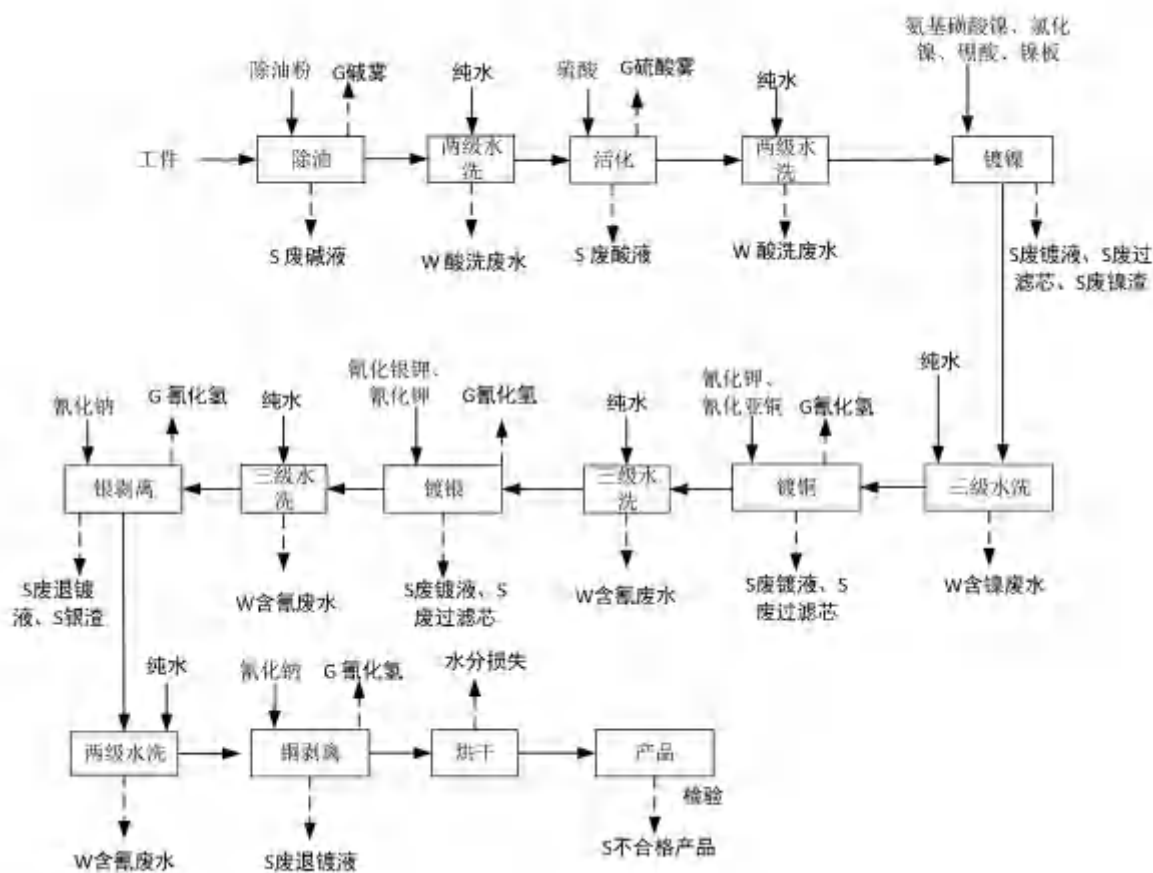 氨基磺酸镍、氯化
镍、硼酸、镍板
除油粉
G碱雾
纯水
硫酸
G硫酸雾
纯水
工件
除油
两级水
洗
活化
两级水
洗
镀镍
S 废碱液
W 酸洗废水
S 废酸液
W 酸洗废水
S废镀液、S废过
滤芯、S废镍渣
氰化钠
G 氰化氢
纯水
氰化银钾、
氰化钾
G氰化氢
纯水
氰化钾、
氰化亚铜
G氰化氢
纯水
银剥离
三级水
洗
镀银
三级水
洗
镀铜
三级水洗
S废退镀
液、S银渣
W含氰废水
S废镀液、S
废过滤芯
W含氰废水
S废镀液、S
废过滤芯
W含镍废水
纯水
氰化钠
G 氰化氢
水分损失
两级水洗
铜剥离
烘干
产品
检验
W含氰废水
S废退镀液
S不合格产品